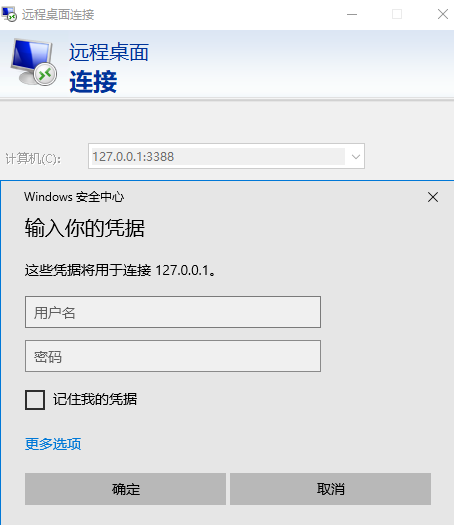 远程桌面连接
远程桌面
连接
计算机(C):
127.0.0.1:3388
Windows 安全中心
输入你的凭据
这些凭据将用于连接 127.0.0.1。
用户名
密码
记住我的凭据
更多选项
确定
取消